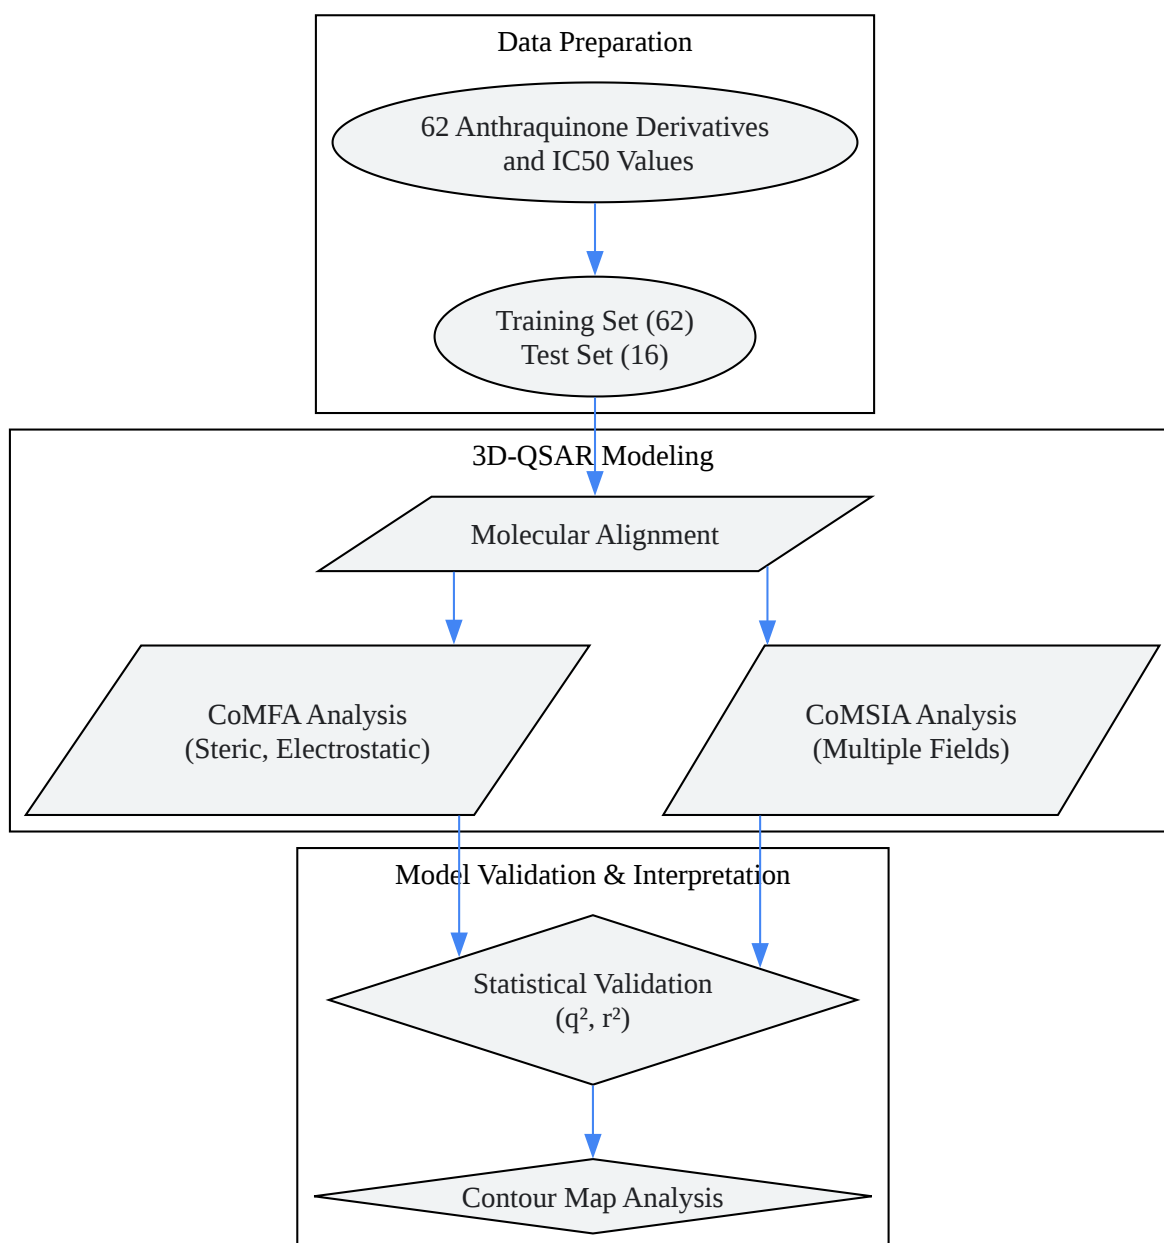 Data Preparation
62 Anthraquinone Derivatives
and IC50 Values
Training Set (62)
Test Set (16)
3D-QSAR Modeling
Molecular Alignment
CoMFA Analysis
(Steric, Electrostatic)
CoMSIA Analysis
(Multiple Fields)
Model Validation & Interpretation
Statistical Validation
(q², r²)
Contour Map Analysis